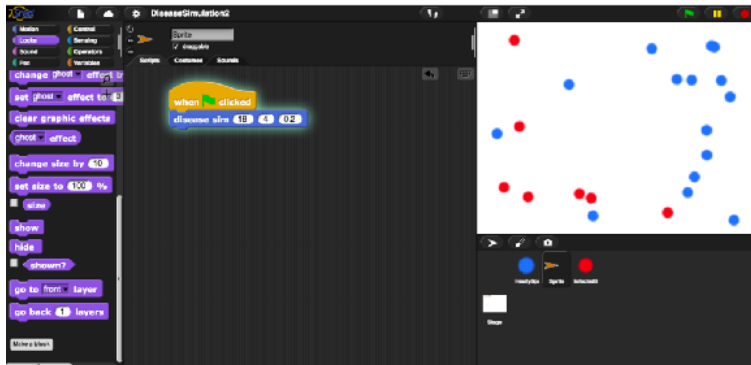 Snap!
DiseaseSimulation2
Motion Control
Looks Sensing
Sound Operators
Pen Variables
Sprite
draggable
Scripts Costumes Sounds
change ghost effect by
set ghost effect to
clear graphic effects
ghost effect
change size by 10
set size to 100 %
size
show
hide
shown?
go to front layer
go back 1 layers
Make a block
when clicked
disease sim 18 4 0.2
Sprite
Stage